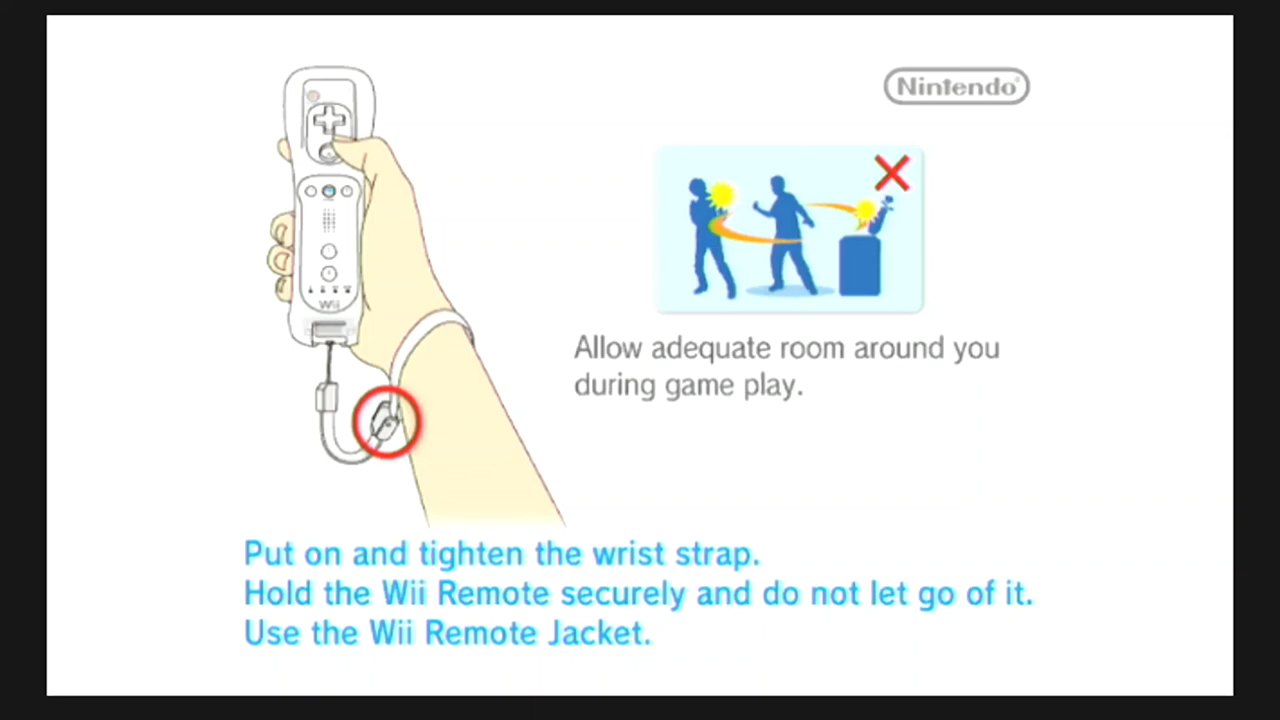 Nintendo
Wii
Allow adequate room around you
during game play.
Put on and tighten the wrist strap.
Hold the Wii Remote securely and do not let go of it.
Use the Wii Remote Jacket.